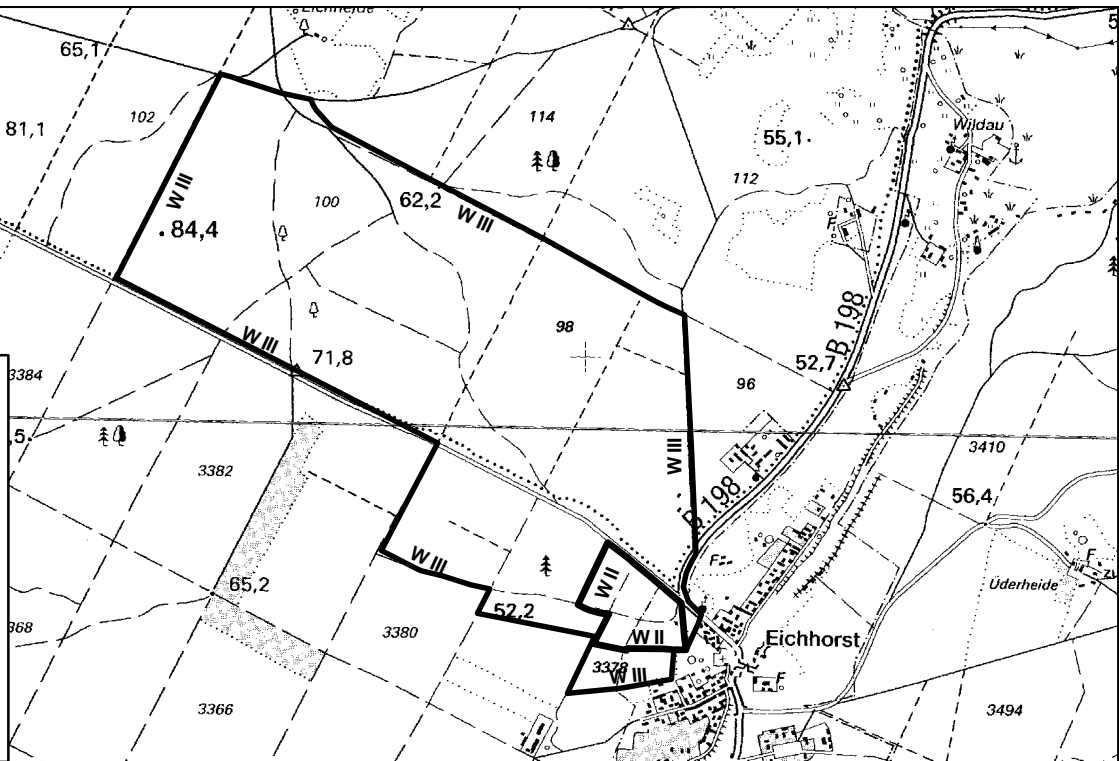 Eichheide
65,1
102
114
81,1
W III
84,4
100
62,2
W III
55,1
112
Wildau
F
B 198
98
W III
71,8
52,7
96
3384
3382
W III
B 198
3410
56,4
F
Üderheide
W III
W II
F
65,2
52,2
368
3380
W II
Eichhorst
3378
W III
F
3366
3494